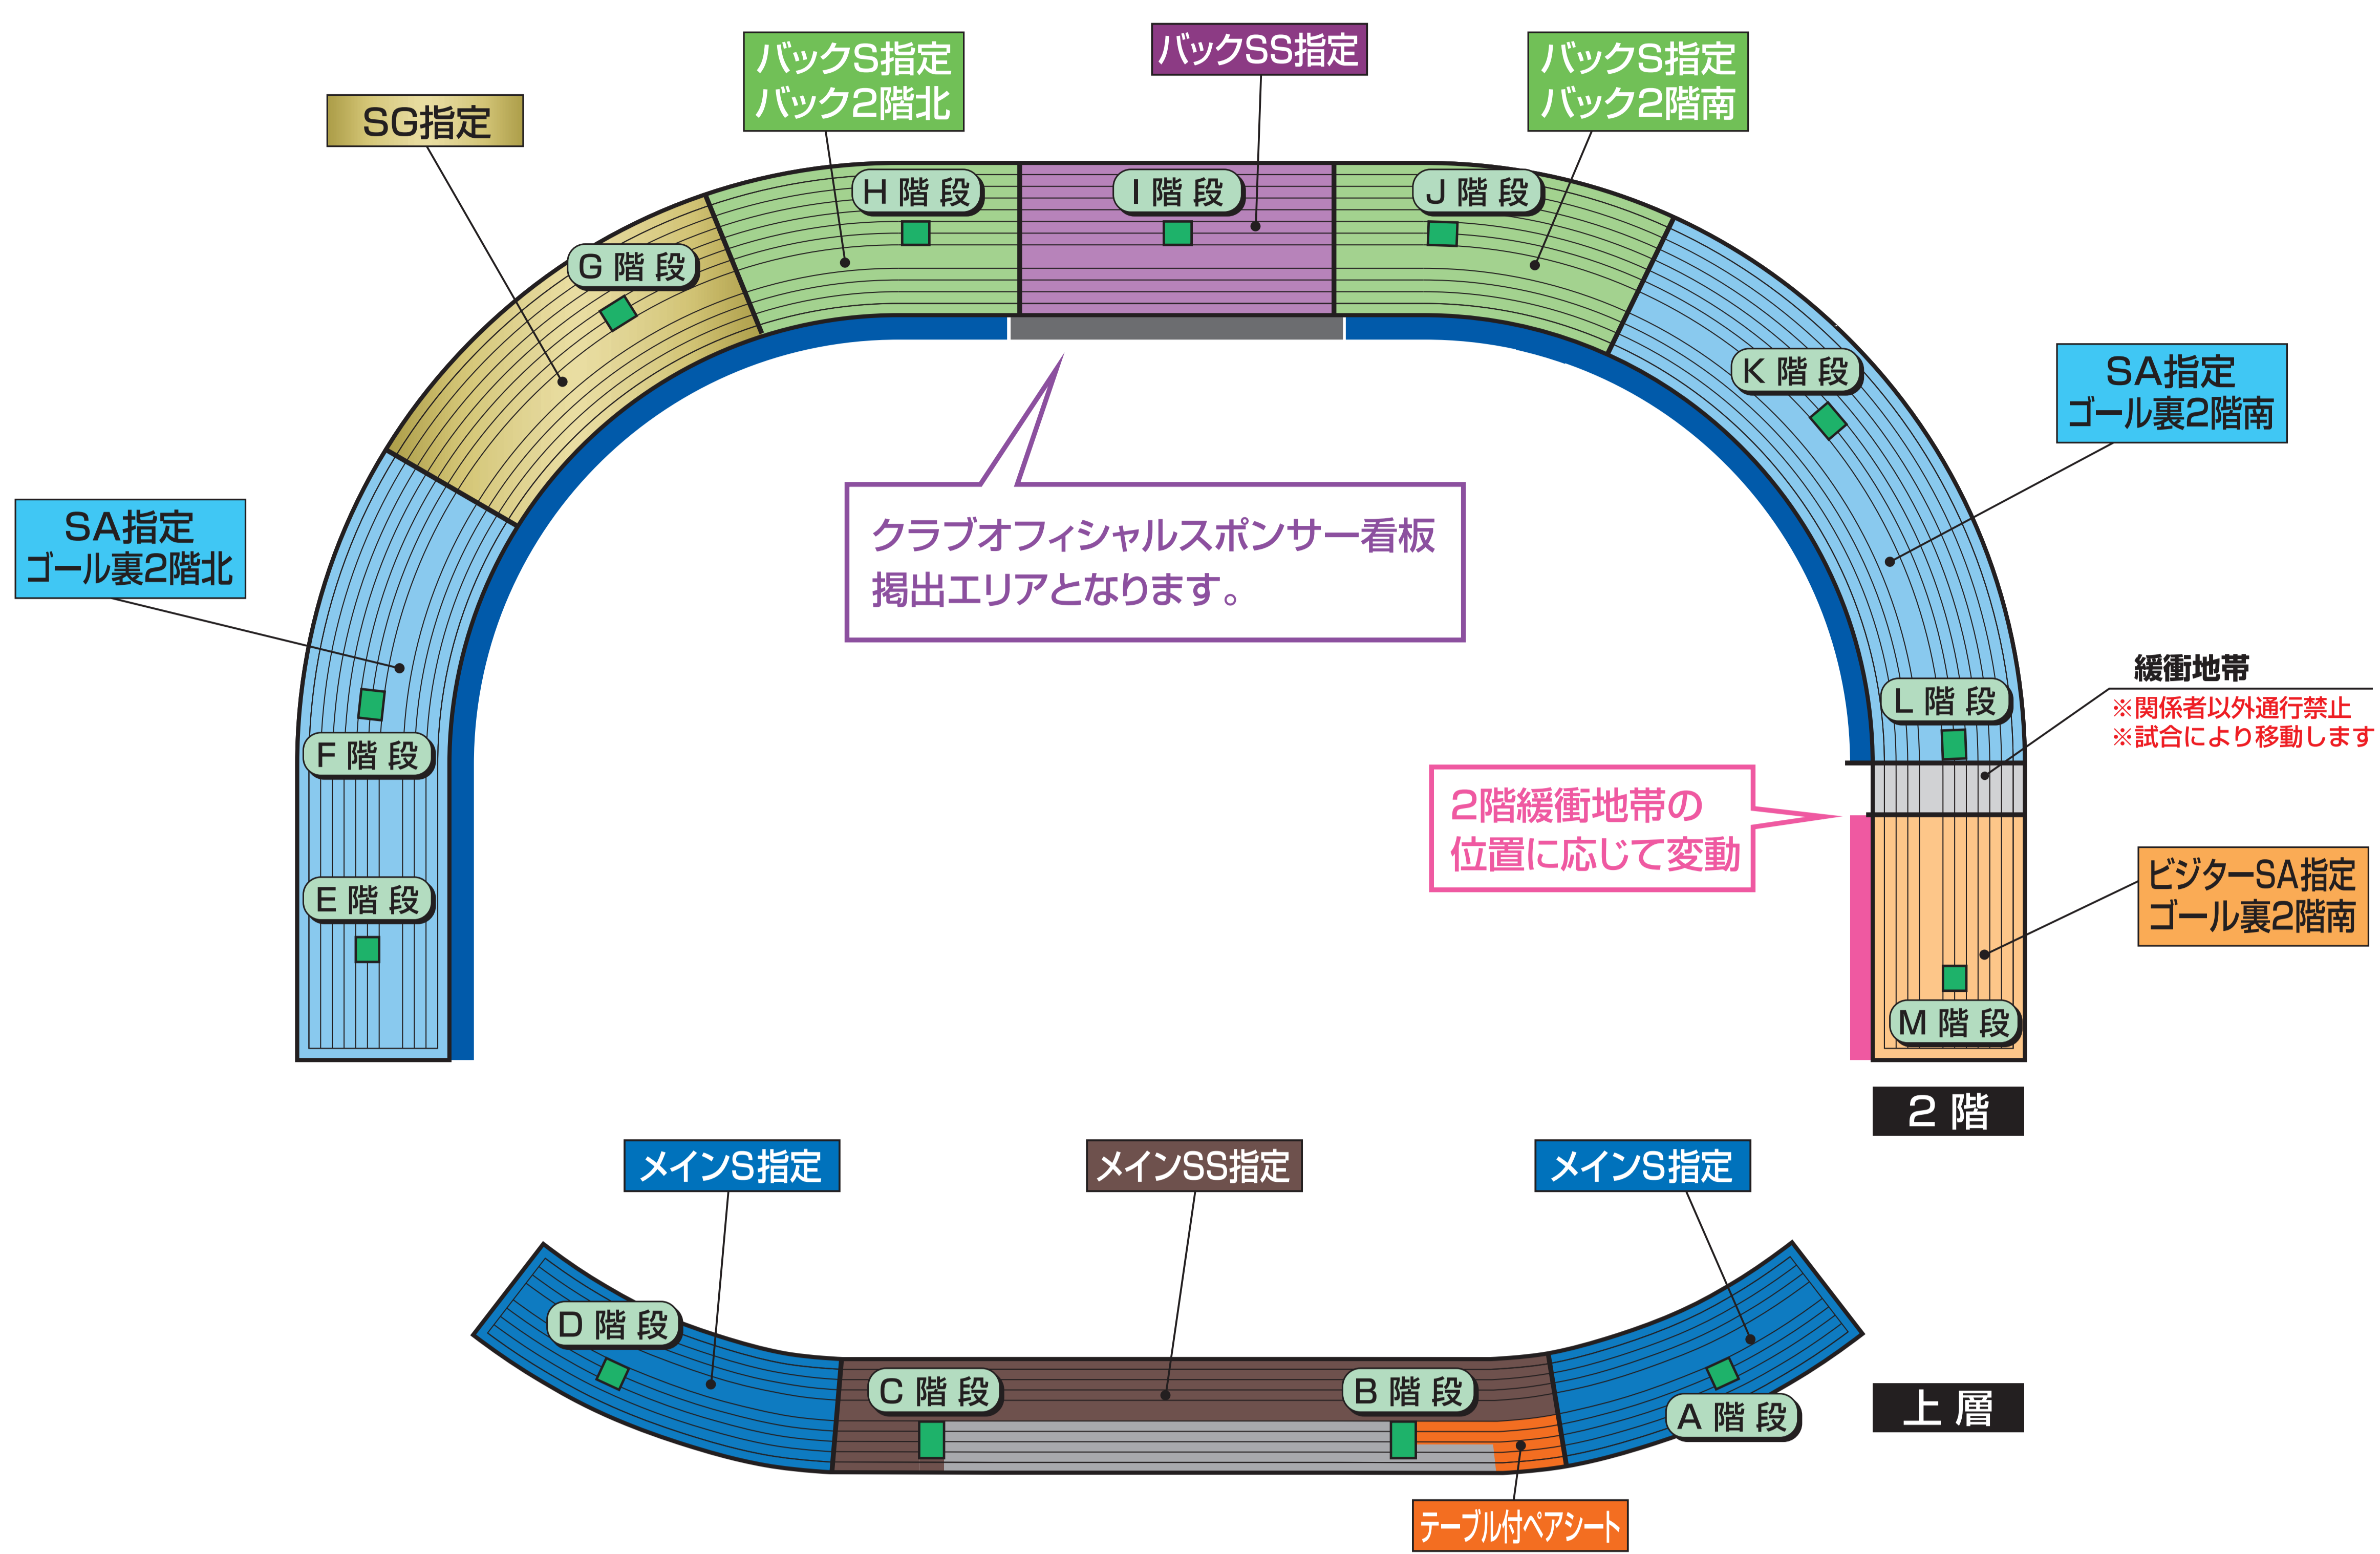 バックSS指定
バックS指定
バック2階北
バックS指定
バック2階南
SG指定
H 階 段
I 階 段
J 階 段
G 階 段
K 階 段
SA指定
ゴール裏2階南
SA指定
ゴール裏2階北
クラブオフィシャルスポンサー看板
掲出エリアとなります。
緩衝地帯
※関係者以外通行禁止
※試合により移動します
L 階 段
F 階 段
2階緩衝地帯の
位置に応じて変動
E 階 段
ビジターSA指定
ゴール裏2階南
M 階 段
2 階
メインS指定
メインSS指定
メインS指定
D 階 段
C 階 段
B 階 段
A 階 段
上 層
テーブル付ペアシート